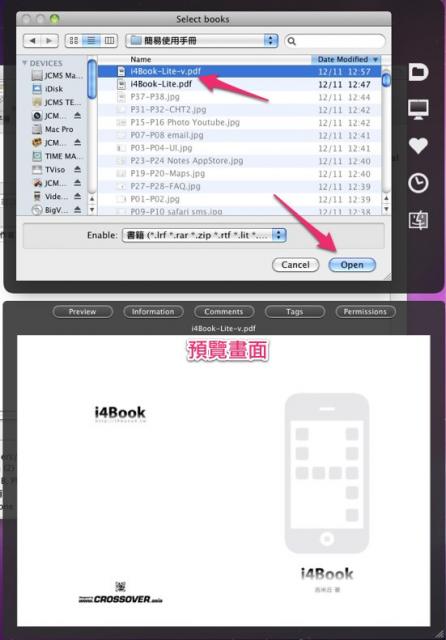 Select books
簡易使用手冊
Name
Date Modified
DEVICES
JCMS Ma...
iDisk
JCMS TE...
JCM...
Mac Pro
JCM...
TIME MA...
TViso
JCM...
Vide...
BigV...
i4Book-Lite-v.pdf 12/11 12:57
i4Book-Lite.pdf 12/11 12:47
P37-P38.jpg 12/11 12:44
P31-P32-CHT2.jpg 12/11 12:42
P15-P16 Photo Youtube.jpg 12/11 12:42
P07-P08 email.jpg 12/11 12:41
P03-P04-UI.jpg 12/11 12:41
P23-P24 Notes AppStore.jpg 12/11 12:40
P19-P20-Maps.jpg 12/11 12:40
P27-P28-FAQ.jpg 12/11 12:39
P01-P02.jpg 12/11 12:39
P09-P10 safari sms.jpg 12/11 12:38
Enable: 書籍 (*.lrf *.rar *.zip *.rtf *.lit *....
Cancel Open
Preview Information Comments Tags Permissions
i4Book-Lite-v.pdf
預覽畫面
i4Book
i4Book
www.CROSSOVER.asia